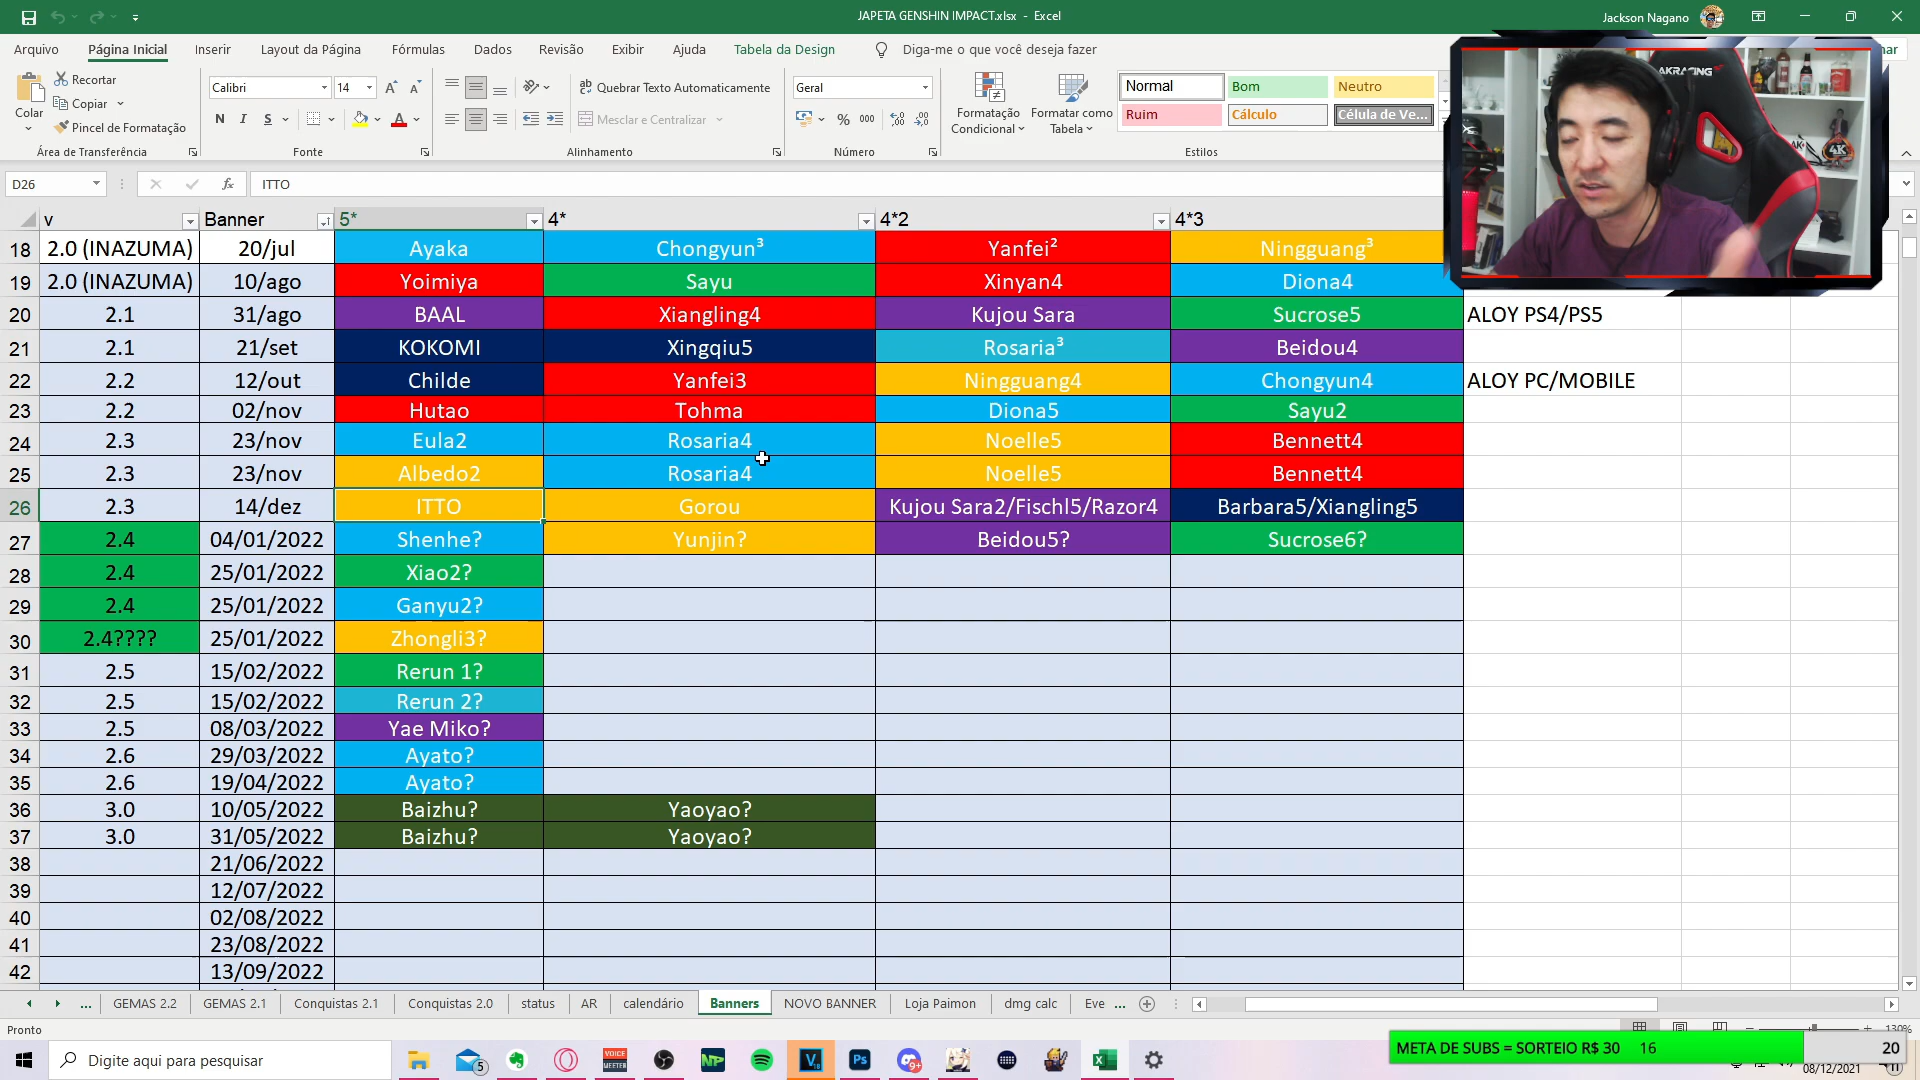 JAPETA GENSHIN IMPACT.xlsx - Excel
Jackson Nagano
Arquivo Página Inicial Inserir Layout da Página Fórmulas Dados Revisão Exibir Ajuda Tabela da Design Diga-me o que você deseja fazer
Recortar
Copiar
Pincel de Formatação
Colar
Área de Transferência
Calibri 14
N I S
Fonte
Quebrar Texto Automaticamente
Mesclar e Centralizar
Alinhamento
Geral
% 000
Número
Formatação Condicional
Formatar como Tabela
Normal Bom Neutro
Ruim Cálculo Célula de Ve...
Estilos
AKRACING
D26 fx ITTO
v Banner 5* 4* 4*2 4*3
18 2.0 (INAZUMA) 20/jul Ayaka Chongyun³ Yanfei² Ningguang³
19 2.0 (INAZUMA) 10/ago Yoimiya Sayu Xinyan4 Diona4
20 2.1 31/ago BAAL Xiangling4 Kujou Sara Sucrose5 ALOY PS4/PS5
21 2.1 21/set KOKOMI Xingqiu5 Rosaria³ Beidou4
22 2.2 12/out Childe Yanfei3 Ningguang4 Chongyun4 ALOY PC/MOBILE
23 2.2 02/nov Hutao Tohma Diona5 Sayu2
24 2.3 23/nov Eula2 Rosaria4 Noelle5 Bennett4
25 2.3 23/nov Albedo2 Rosaria4 Noelle5 Bennett4
26 2.3 14/dez ITTO Gorou Kujou Sara2/Fischl5/Razor4 Barbara5/Xiangling5
27 2.4 04/01/2022 Shenhe? Yunjin? Beidou5? Sucrose6?
28 2.4 25/01/2022 Xiao2?
29 2.4 25/01/2022 Ganyu2?
30 2.4???? 25/01/2022 Zhongli3?
31 2.5 15/02/2022 Rerun 1?
32 2.5 15/02/2022 Rerun 2?
33 2.5 08/03/2022 Yae Miko?
34 2.6 29/03/2022 Ayato?
35 2.6 19/04/2022 Ayato?
36 3.0 10/05/2022 Baizhu? Yaoyao?
37 3.0 31/05/2022 Baizhu? Yaoyao?
38 21/06/2022
39 12/07/2022
40 02/08/2022
41 23/08/2022
42 13/09/2022
... GEMAS 2.2 GEMAS 2.1 Conquistas 2.1 Conquistas 2.0 status AR calendário Banners NOVO BANNER Loja Paimon dmg calc Eve ...
Pronto
130%
META DE SUBS = SORTEIO R$ 30 16 20
Digite aqui para pesquisar
08/12/2021